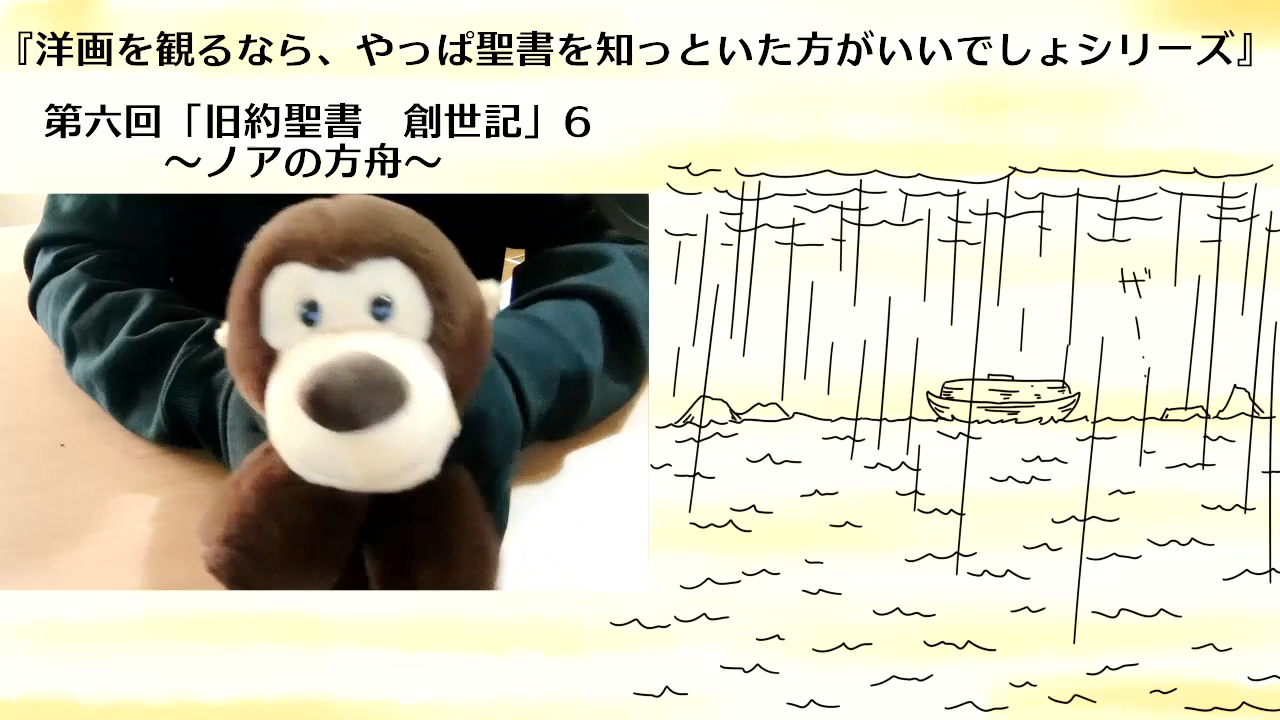 『洋画を観るなら、やっぱ聖書を知っといた方がいいでしょシリーズ』
第六回「旧約聖書　創世記」6
～ノアの方舟～
ザー…